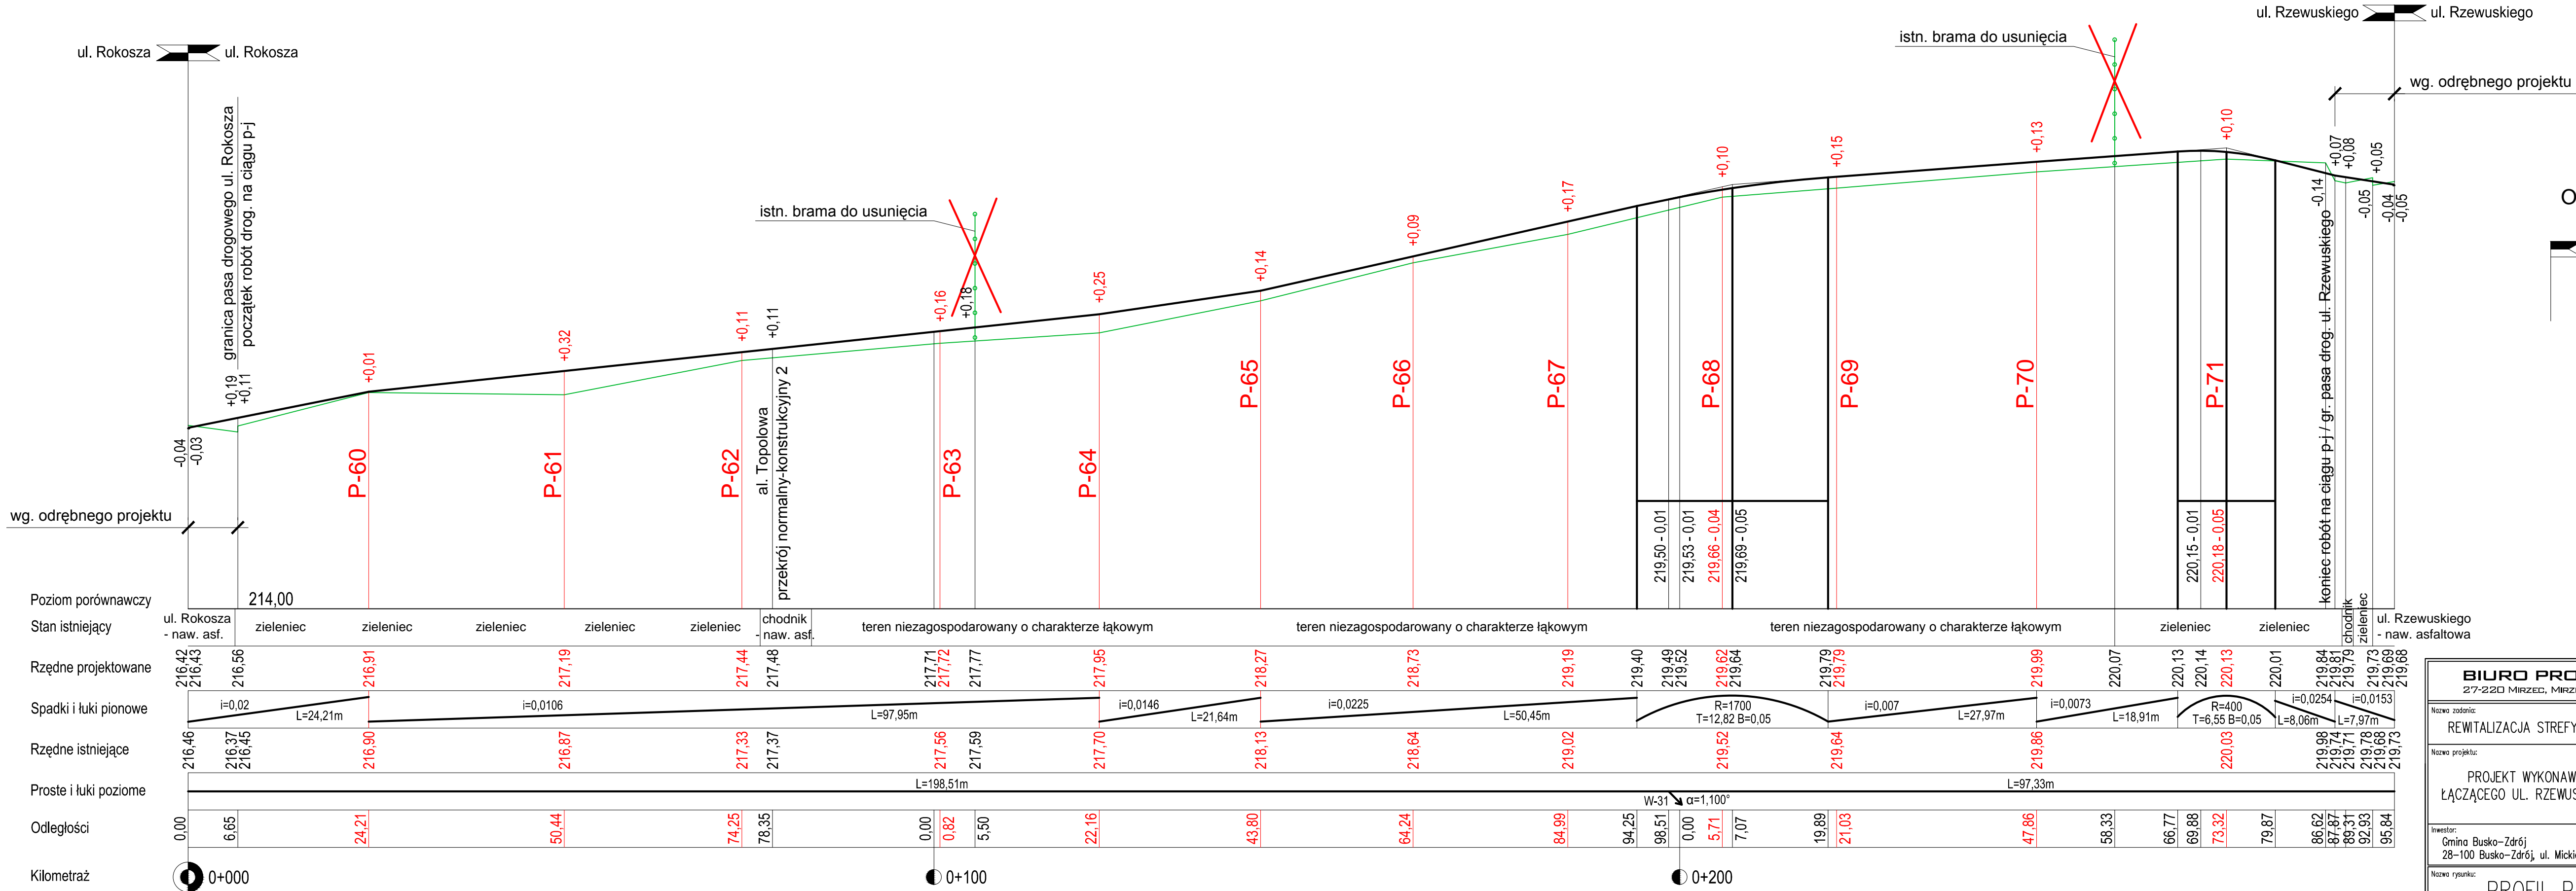 ul. Rokosza
ul. Rokosza
ul. Rzewuskiego
ul. Rzewuskiego
istn. brama do usunięcia
wg. odrębnego projektu
istn. brama do usunięcia
granica pasa drogowego ul. Rokosza
początek robót drog. na ciągu p-j
-0,04
-0,03
+0,19
+0,11
+0,01
+0,32
+0,11
+0,11
+0,16
+0,18
+0,25
+0,14
+0,09
+0,17
+0,10
+0,15
+0,13
+0,10
-0,14
+0,07
+0,08
-0,05
+0,05
-0,04
-0,05
O
P-60
P-61
P-62
al. Topolowa
przekrój normalny-konstrukcyjny 2
P-63
P-64
P-65
P-66
P-67
P-68
P-69
P-70
P-71
koniec robót na ciągu p-j / gr. pasa drog. ul. Rzewuskiego
wg. odrębnego projektu
219,50 - 0,01
219,53 - 0,01
219,66 - 0,04
219,69 - 0,05
220,15 - 0,01
220,18 - 0,05
Poziom porównawczy 214,00
Stan istniejący
ul. Rokosza
- naw. asf.
zieleniec zieleniec zieleniec zieleniec zieleniec
chodnik
- naw. asf.
teren niezagospodarowany o charakterze łąkowym
teren niezagospodarowany o charakterze łąkowym
teren niezagospodarowany o charakterze łąkowym
zieleniec zieleniec
chodnik
zieleniec
ul. Rzewuskiego
- naw. asfaltowa
Rzędne projektowane
216,42 216,43 216,56 216,91 217,19 217,44 217,48 217,71 217,72 217,77 217,95 218,27 218,73 219,19 219,40 219,49 219,52 219,62 219,64 219,79 219,79 219,99 220,07 220,13 220,14 220,13 220,01 219,84 219,81 219,79 219,73 219,69 219,68
Spadki i łuki pionowe
i=0,02 L=24,21m
i=0,0106 L=97,95m
i=0,0146 L=21,64m
i=0,0225 L=50,45m
R=1700
T=12,82 B=0,05
i=0,007 L=27,97m
i=0,0073 L=18,91m
R=400
T=6,55 B=0,05
i=0,0254 L=8,06m
i=0,0153 L=7,97m
Rzędne istniejące
216,46 216,37 216,45 216,90 216,87 217,33 217,37 217,56 217,59 217,70 218,13 218,64 219,02 219,52 219,64 219,86 220,03 219,98 219,74 219,71 219,78 219,68 219,73
Proste i łuki poziome
L=198,51m
W-31 α=1,100°
L=97,33m
Odległości
0,00 6,65 24,21 50,44 74,25 78,35 0,00 0,82 5,50 22,16 43,80 64,24 84,99 94,25 98,51 0,00 5,71 7,07 19,89 21,03 47,86 58,33 66,77 69,88 73,32 79,87 86,62 87,87 89,31 92,93 95,84
Kilometraż
0+000
0+100
0+200
BIURO PRO
27-220 MIRZEC, MIRZE
Nazwa zadania:
REWITALIZACJA STREFY
Nazwa projektu:
PROJEKT WYKONAW
ŁĄCZĄCEGO UL. RZEWUS
Inwestor:
Gmina Busko-Zdrój
28-100 Busko-Zdrój, ul. Mickie
Nazwa rysunku: